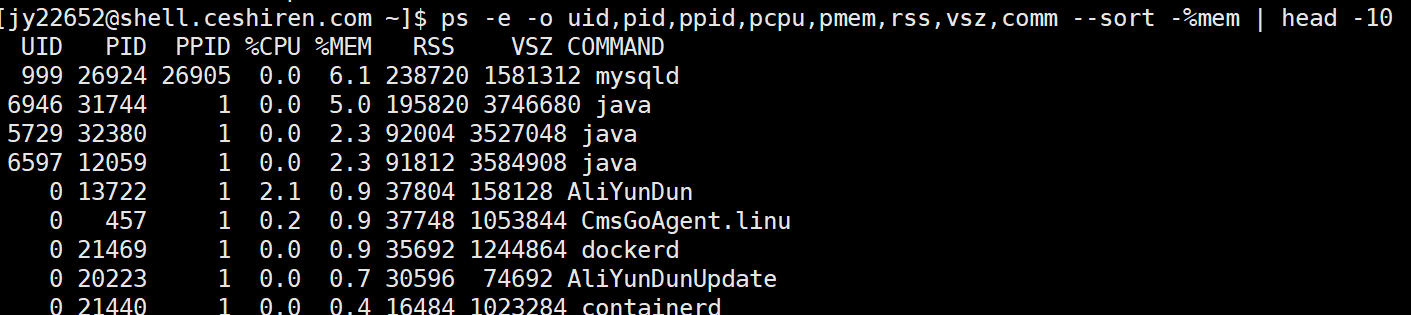 [jy22652@shell.ceshiren.com ~]$ ps -e -o uid,pid,ppid,pcpu,pmem,rss,vsz,comm --sort -%mem | head -10
  UID   PID  PPID %CPU %MEM   RSS    VSZ COMMAND
  999 26924 26905  0.0  6.1 238720 1581312 mysqld
 6946 31744     1  0.0  5.0 195820 3746680 java
 5729 32380     1  0.0  2.3 92004 3527048 java
 6597 12059     1  0.0  2.3 91812 3584908 java
    0 13722     1  2.1  0.9 37804 158128 AliYunDun
    0   457     1  0.2  0.9 37748 1053844 CmsGoAgent.linu
    0 21469     1  0.0  0.9 35692 1244864 dockerd
    0 20223     1  0.0  0.7 30596  74692 AliYunDunUpdate
    0 21440     1  0.0  0.4 16484 1023284 containerd